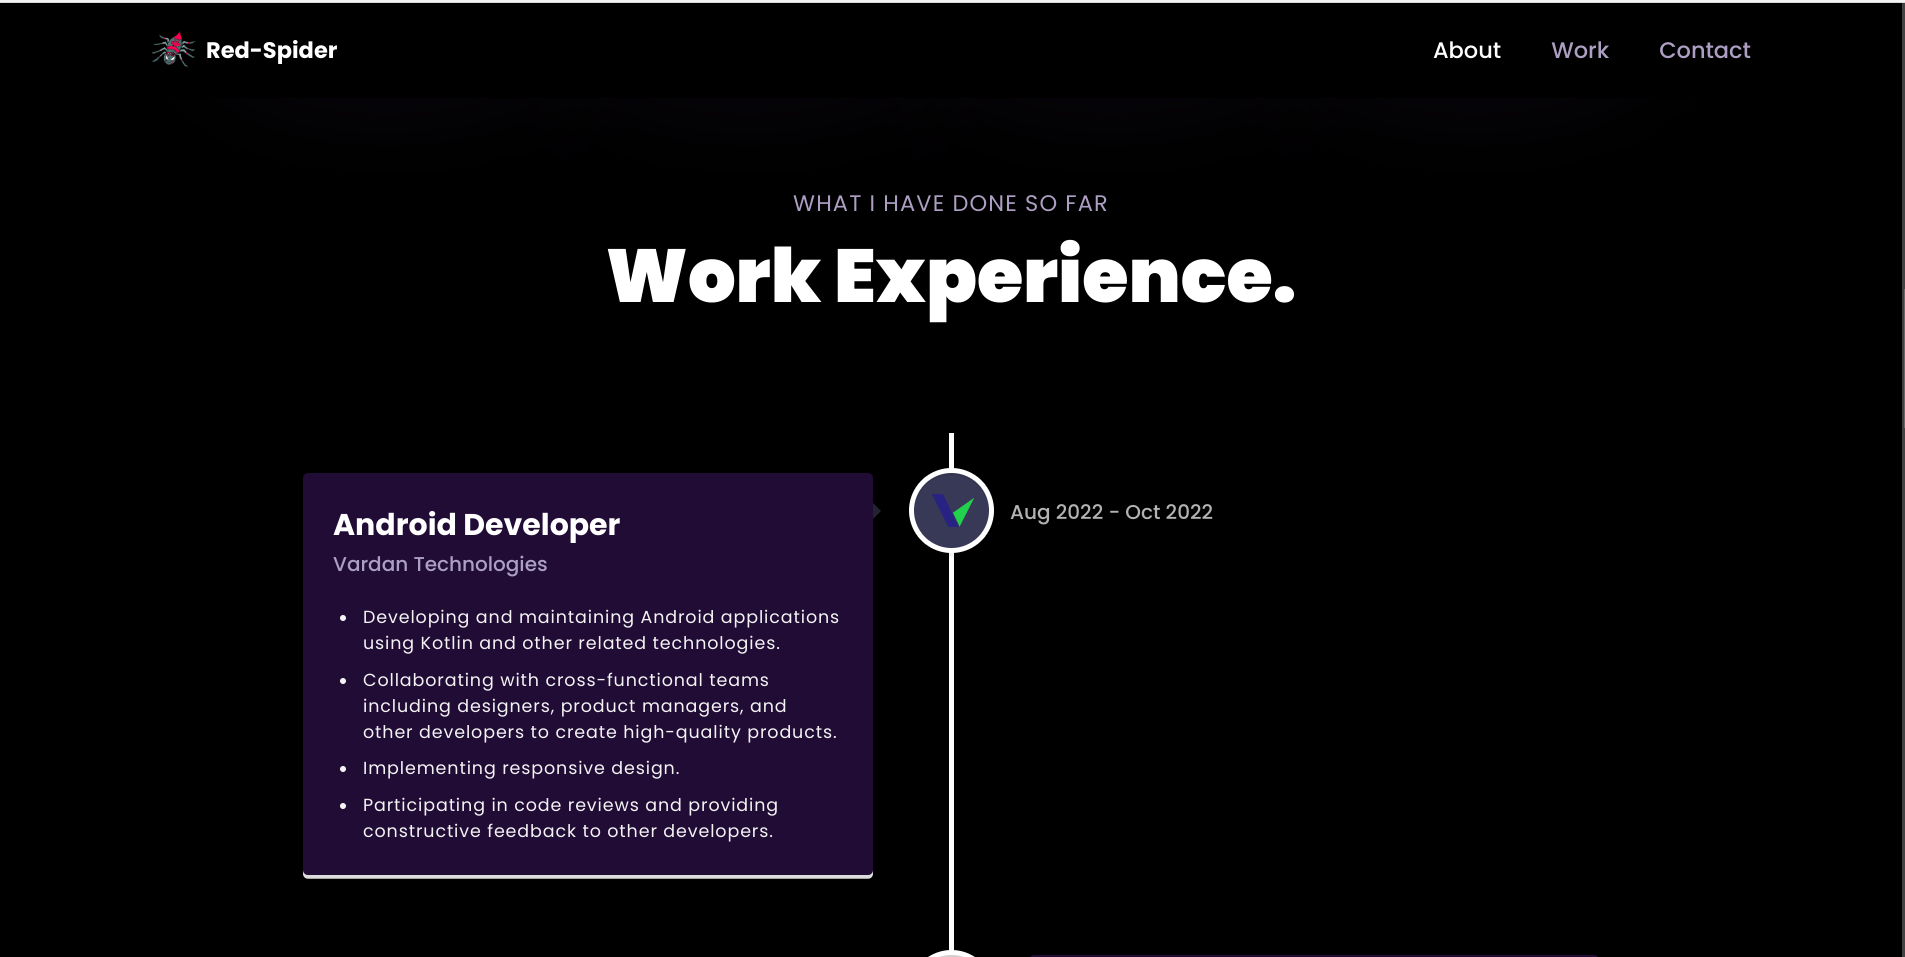 Red-Spider
About
Work
Contact
WHAT I HAVE DONE SO FAR
Work Experience.
Android Developer
Vardan Technologies
• Developing and maintaining Android applications
using Kotlin and other related technologies.
• Collaborating with cross-functional teams
including designers, product managers, and
other developers to create high-quality products.
• Implementing responsive design.
• Participating in code reviews and providing
constructive feedback to other developers.
Aug 2022 - Oct 2022